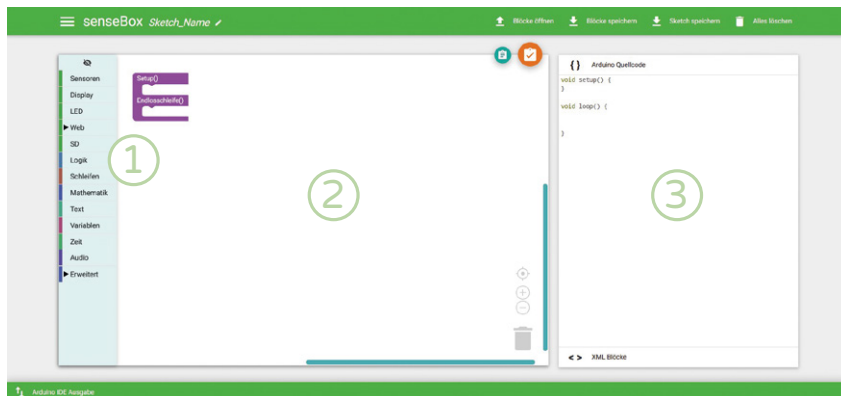 senseBox Sketch_Name
Blöcke öffnen
Blöcke speichern
Sketch speichern
Alles löschen
Sensoren
Display
LED
Web
SD
Logik
Schleifen
Mathematik
Text
Variablen
Zeit
Audio
Erweitert
1
Setup()
Endlosschleife()
2
{ } Arduino Quellcode
void setup() {
}
void loop() {
}
3
< > XML Blöcke
Arduino IDE Ausgabe